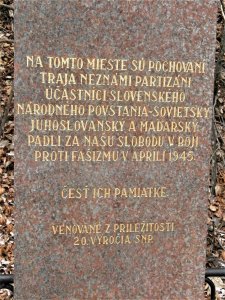 NA TOMTO MIESTE SÚ POCHOVANÍ
TRAJA NEZNÁMI PARTIZÁNI
ÚČASTNÍCI SLOVENSKÉHO
NÁRODNÉHO POVSTANIA-SOVIETSKY
JUHOSLOVANSKÝ A MAĎARSKÝ.
PADLI ZA NAŠU SLOBODU V BOJI
PROTI FAŠIZMU V APRÍLI 1945.
ČESŤ ICH PAMIATKE
VENOVANÉ Z PRÍLEŽITOSTI
20. VÝROČIA SNP.